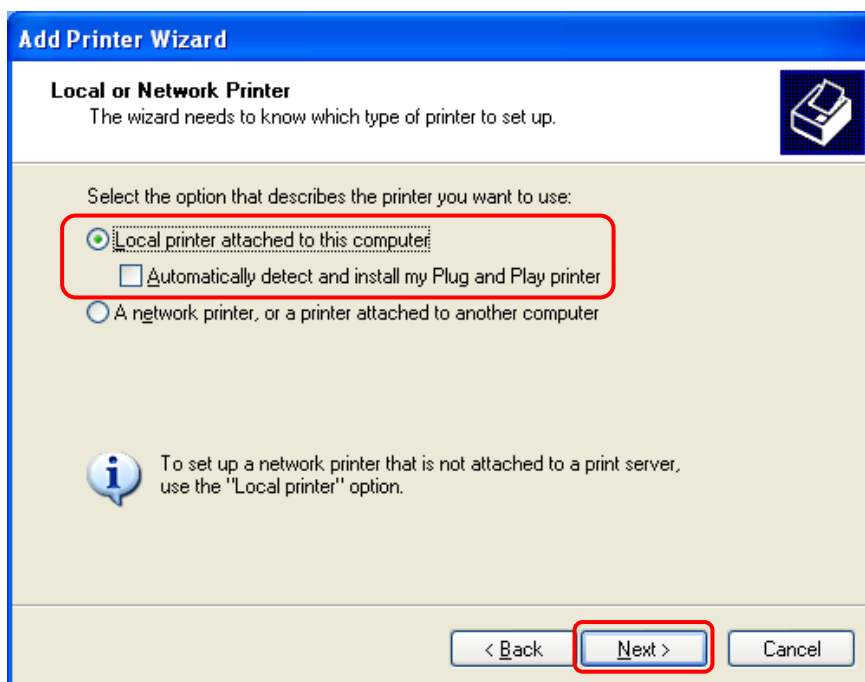 Add Printer Wizard
Local or Network Printer
The wizard needs to know which type of printer to set up.
Select the option that describes the printer you want to use:
Local printer attached to this computer
Automatically detect and install my Plug and Play printer
A network printer, or a printer attached to another computer
To set up a network printer that is not attached to a print server,
use the "Local printer" option.
< Back
Next >
Cancel